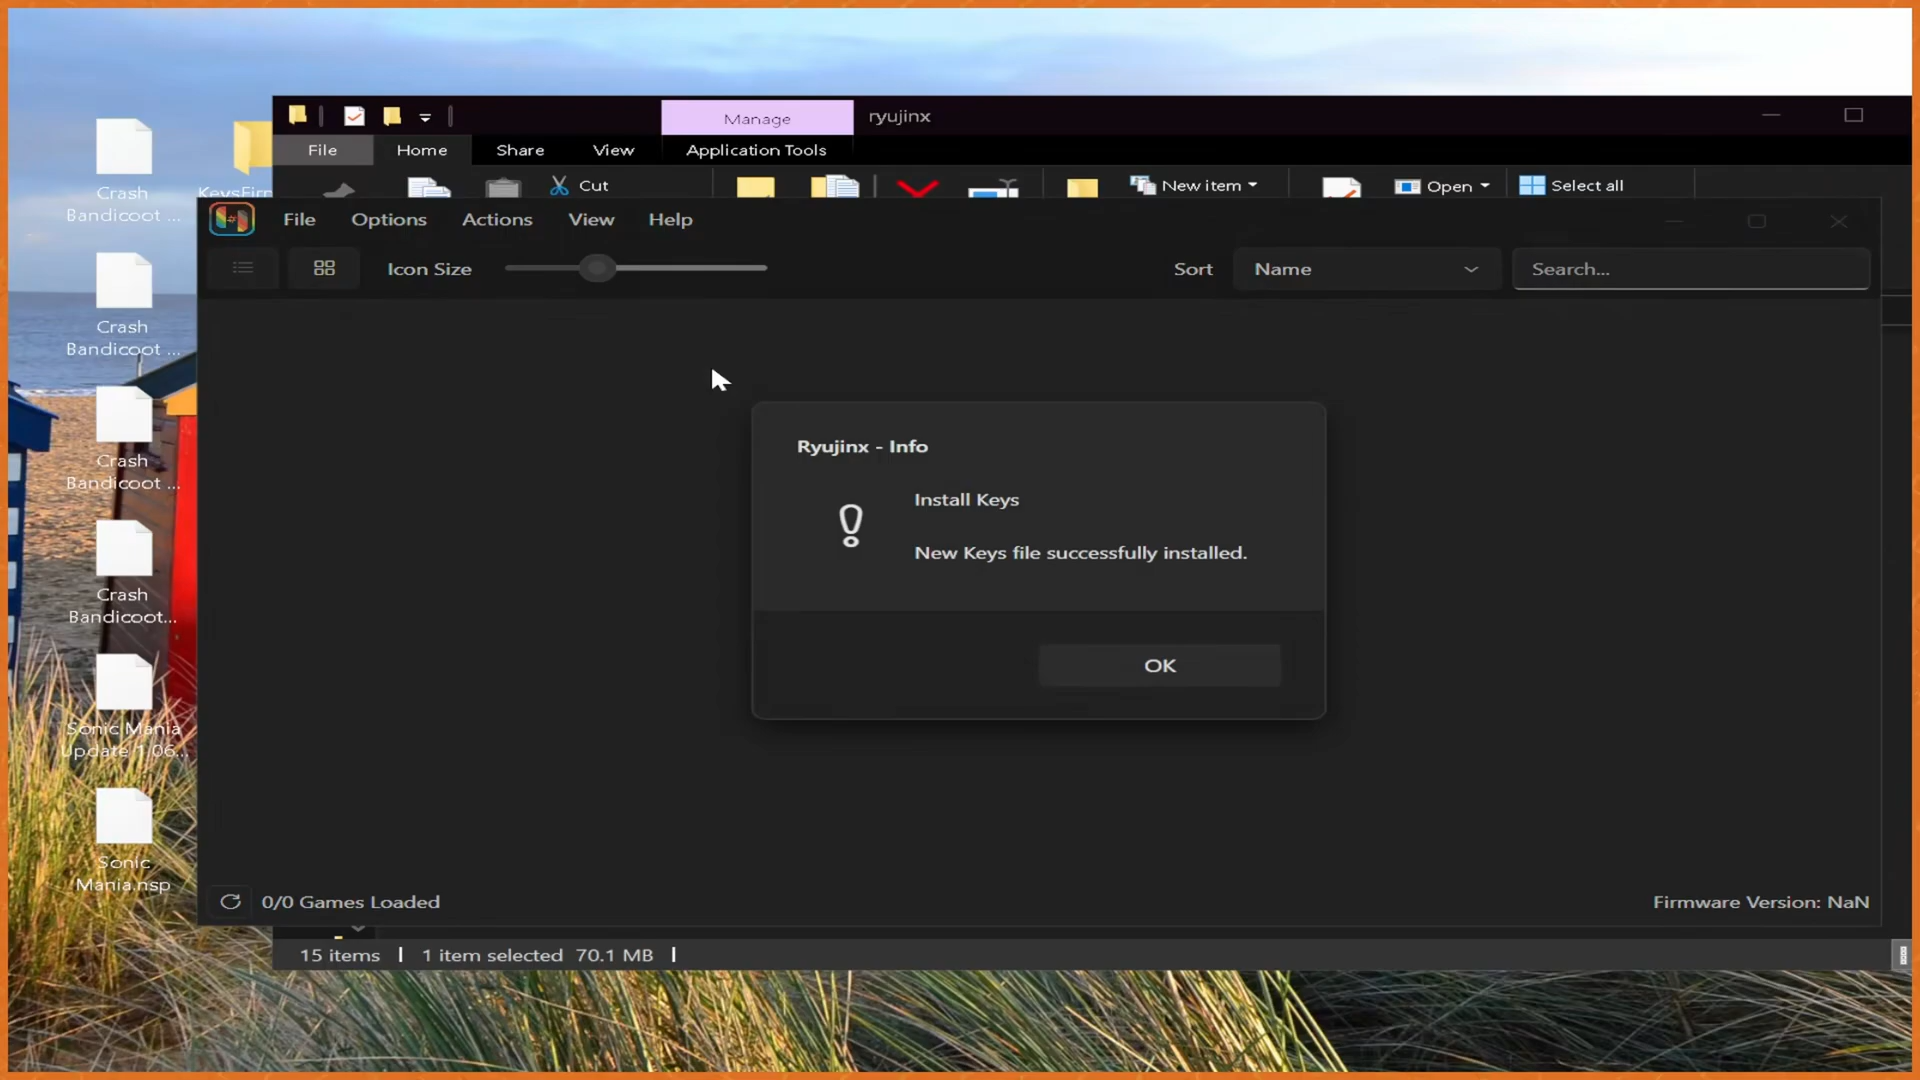 Manage
ryujinx
File
Home
Share
View
Application Tools
Cut
New item
Open
Select all
File
Options
Actions
View
Help
Icon Size
Sort
Name
Search...
Crash
Bandicoot ...
Crash
Bandicoot ...
Crash
Bandicoot ...
Crash
Bandicoot...
Sonic Mania
Update 1.06...
Sonic
Mania.nsp
Ryujinx - Info
Install Keys
New Keys file successfully installed.
OK
0/0 Games Loaded
Firmware Version: NaN
15 items
1 item selected 70.1 MB